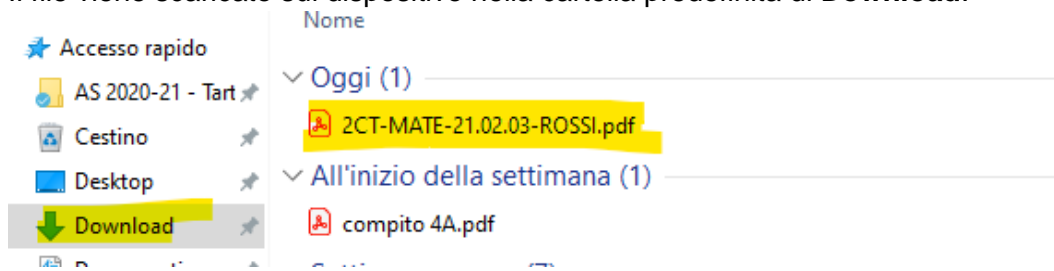 Nome
Accesso rapido
AS 2020-21 - Tart
Cestino
Desktop
Download
Oggi (1)
2CT-MATE-21.02.03-ROSSI.pdf
All'inizio della settimana (1)
compito 4A.pdf